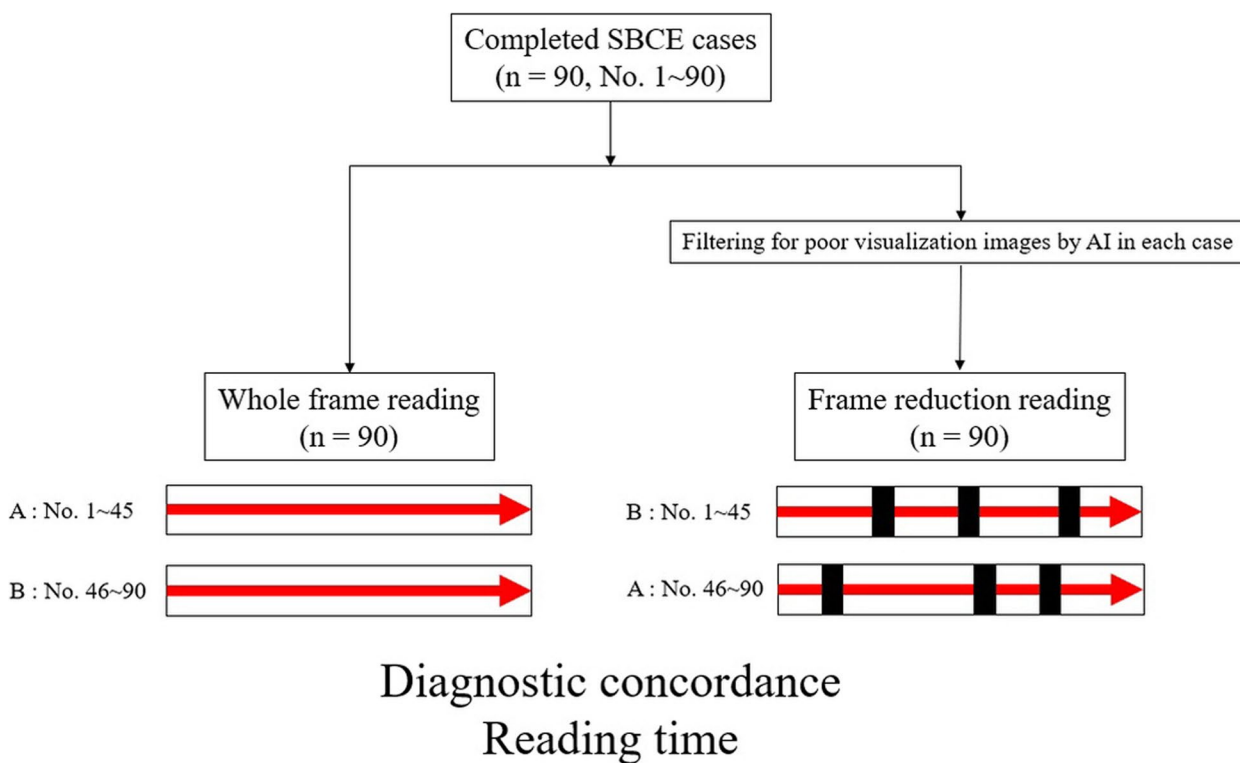 Completed SBCE cases
(n = 90, No. 1~90)
Filtering for poor visualization images by AI in each case
Whole frame reading
(n = 90)
Frame reduction reading
(n = 90)
A : No. 1~45
B : No. 46~90
B : No. 1~45
A : No. 46~90
Diagnostic concordance
Reading time